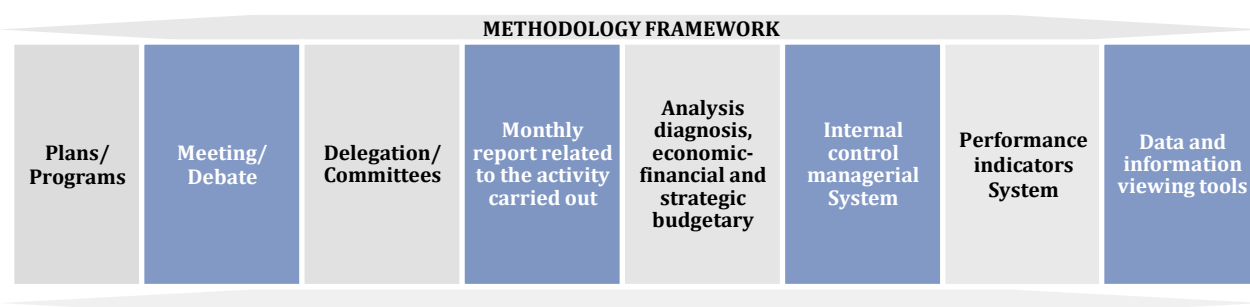 METHODOLOGY FRAMEWORK
Plans/
Programs
Meeting/
Debate
Delegation/
Committees
Monthly
report related
to the activity
carried out
Analysis
diagnosis,
economic-
financial and
strategic
budgetary
Internal
control
managerial
System
Performance
indicators
System
Data and
information
viewing tools